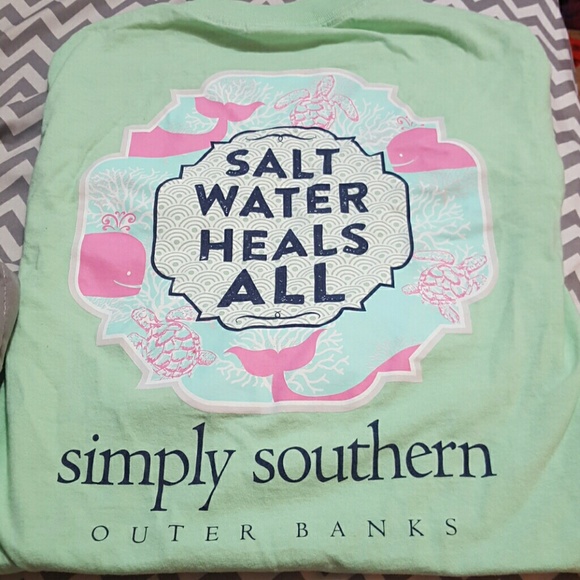 SALT
WATER
HEALS
ALL
simply southern
OUTER BANKS